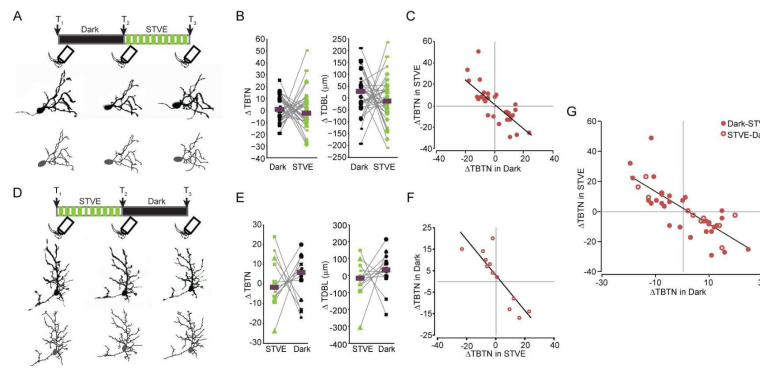 A
T1
T2
T3
Dark
STVE
B
Δ TBTN
60
50
40
30
20
10
0
-10
-20
-30
-40
Dark STVE
Δ TDBL (μm)
250
200
150
100
50
0
-50
-100
-150
-200
-250
Dark STVE
C
ΔTBTN in STVE
60
40
20
0
-20
-40
-40 -20 0 20 40
ΔTBTN in Dark
D
T1
T2
T3
STVE
Dark
E
Δ TBTN
30
20
10
0
-10
-20
-30
STVE Dark
Δ TDBL (μm)
300
200
100
0
-100
-200
-300
-400
STVE Dark
F
ΔTBTN in Dark
25
15
5
-5
-15
-25
-40 -20 0 20 40
ΔTBTN in STVE
G
Dark-STV
STVE-Da
ΔTBTN in STVE
60
40
20
0
-20
-40
-30 -10 10 30
ΔTBTN in Dark